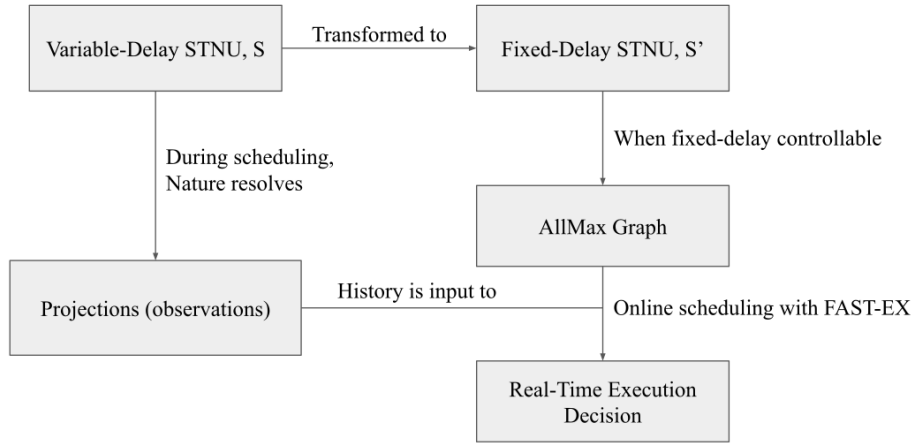 Variable-Delay STNU, S
Transformed to
Fixed-Delay STNU, S’
During scheduling,
Nature resolves
When fixed-delay controllable
AllMax Graph
Projections (observations)
History is input to
Online scheduling with FAST-EX
Real-Time Execution
Decision